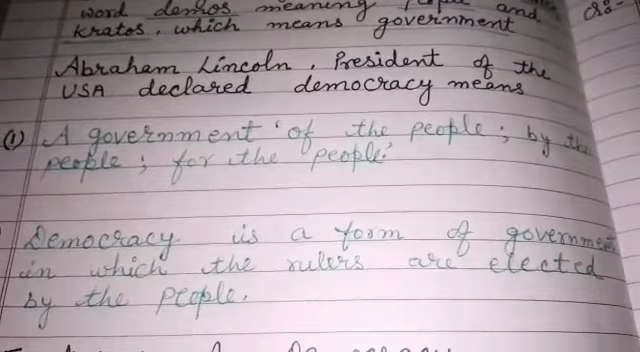 word demos meaning people and
kratos, which means government
Abraham Lincoln, President of the
USA declared democracy means
(1) A government 'of the people; by the
people; for the people.'
Democracy is a form of government
in which the rulers are elected
by the people.